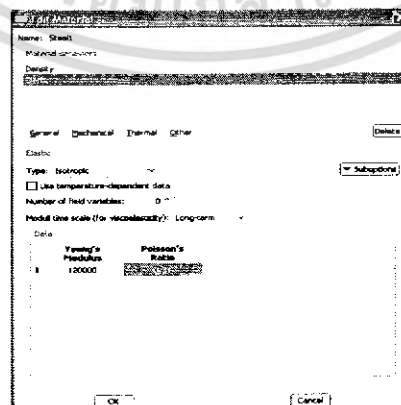 Edit Material
Name: Steel1
Material Behaviors
Density
General Mechanical Thermal Other Delete
Elastic
Type: Isotropic Suboptions
Use temperature-dependent data
Number of field variables: 0
Moduli time scale (for viscoelasticity): Long-term
Data
Young's Modulus
Poisson's Ratio
1 120000
OK Cancel